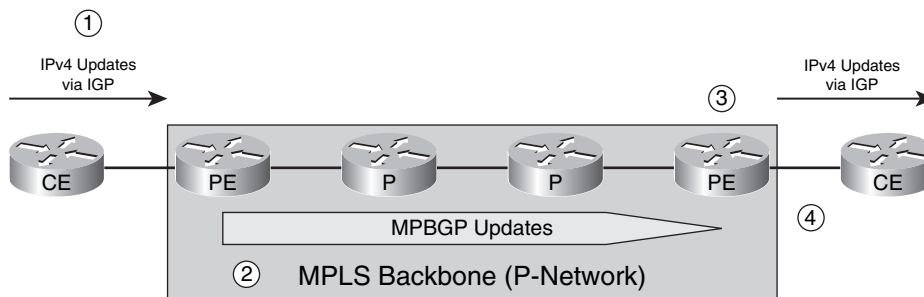 1
IPv4 Updates
via IGP
IPv4 Updates
via IGP
3
CE
PE
P
P
PE
CE
MPBGP Updates
4
2
MPLS Backbone (P-Network)